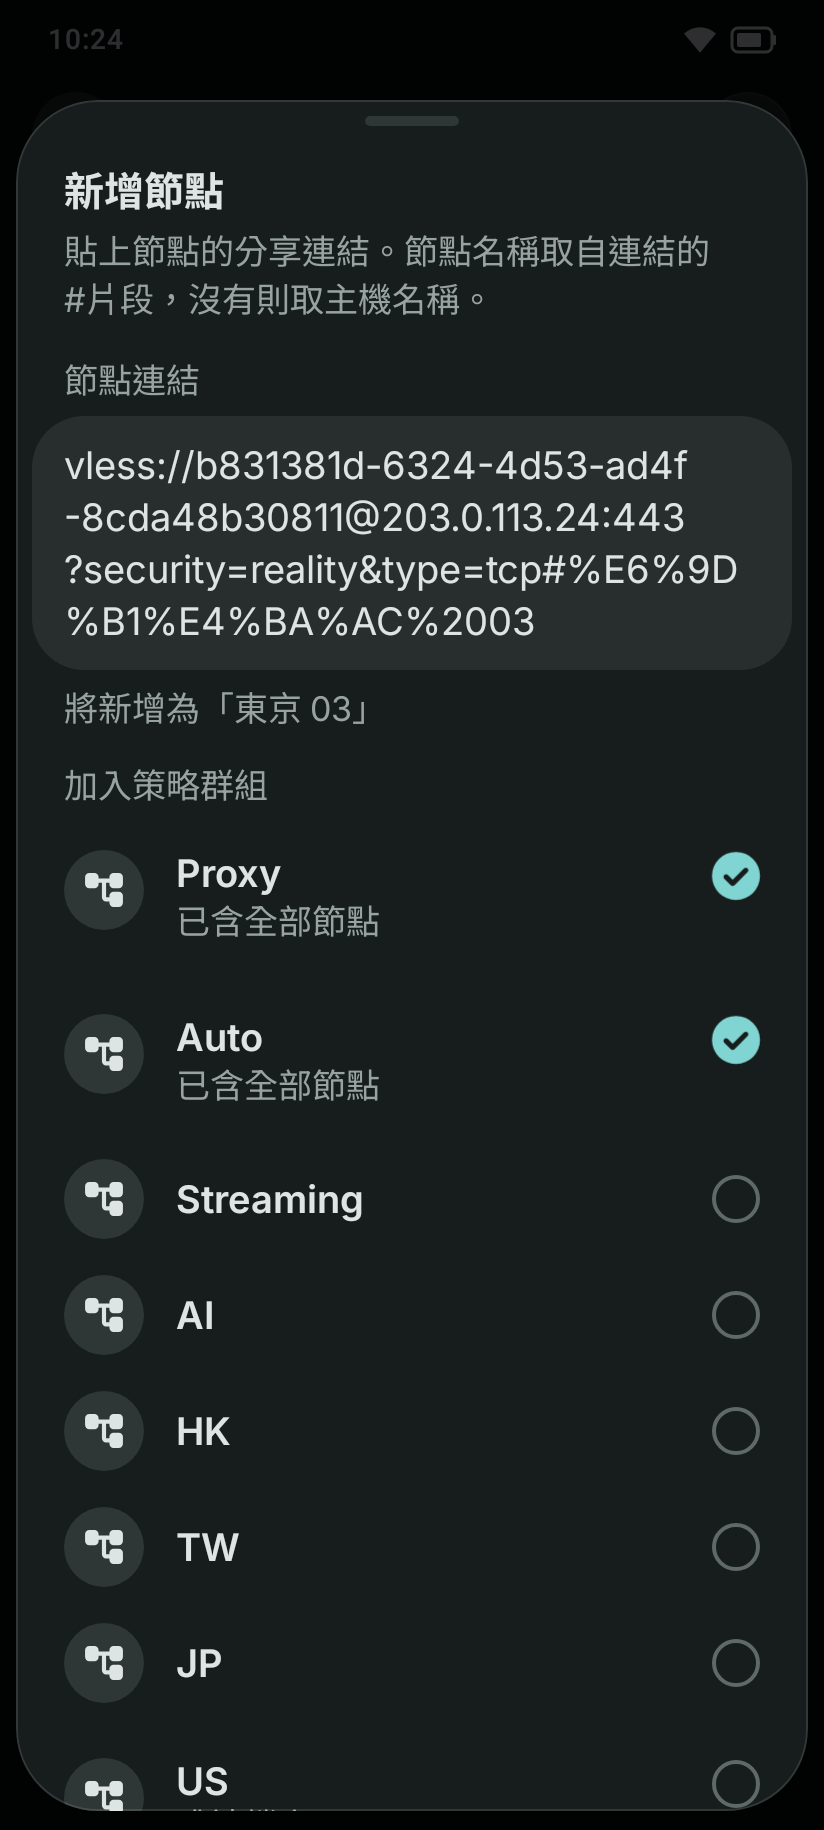 10:24
新增節點
貼上節點的分享連結。節點名稱取自連結的
#片段，沒有則取主機名稱。
節點連結
vless://b831381d-6324-4d53-ad4f
-8cda48b30811@203.0.113.24:443
?security=reality&type=tcp#%E6%9D
%B1%E4%BA%AC%2003
將新增為「東京 03」
加入策略群組
Proxy
已含全部節點
Auto
已含全部節點
Streaming
AI
HK
TW
JP
US